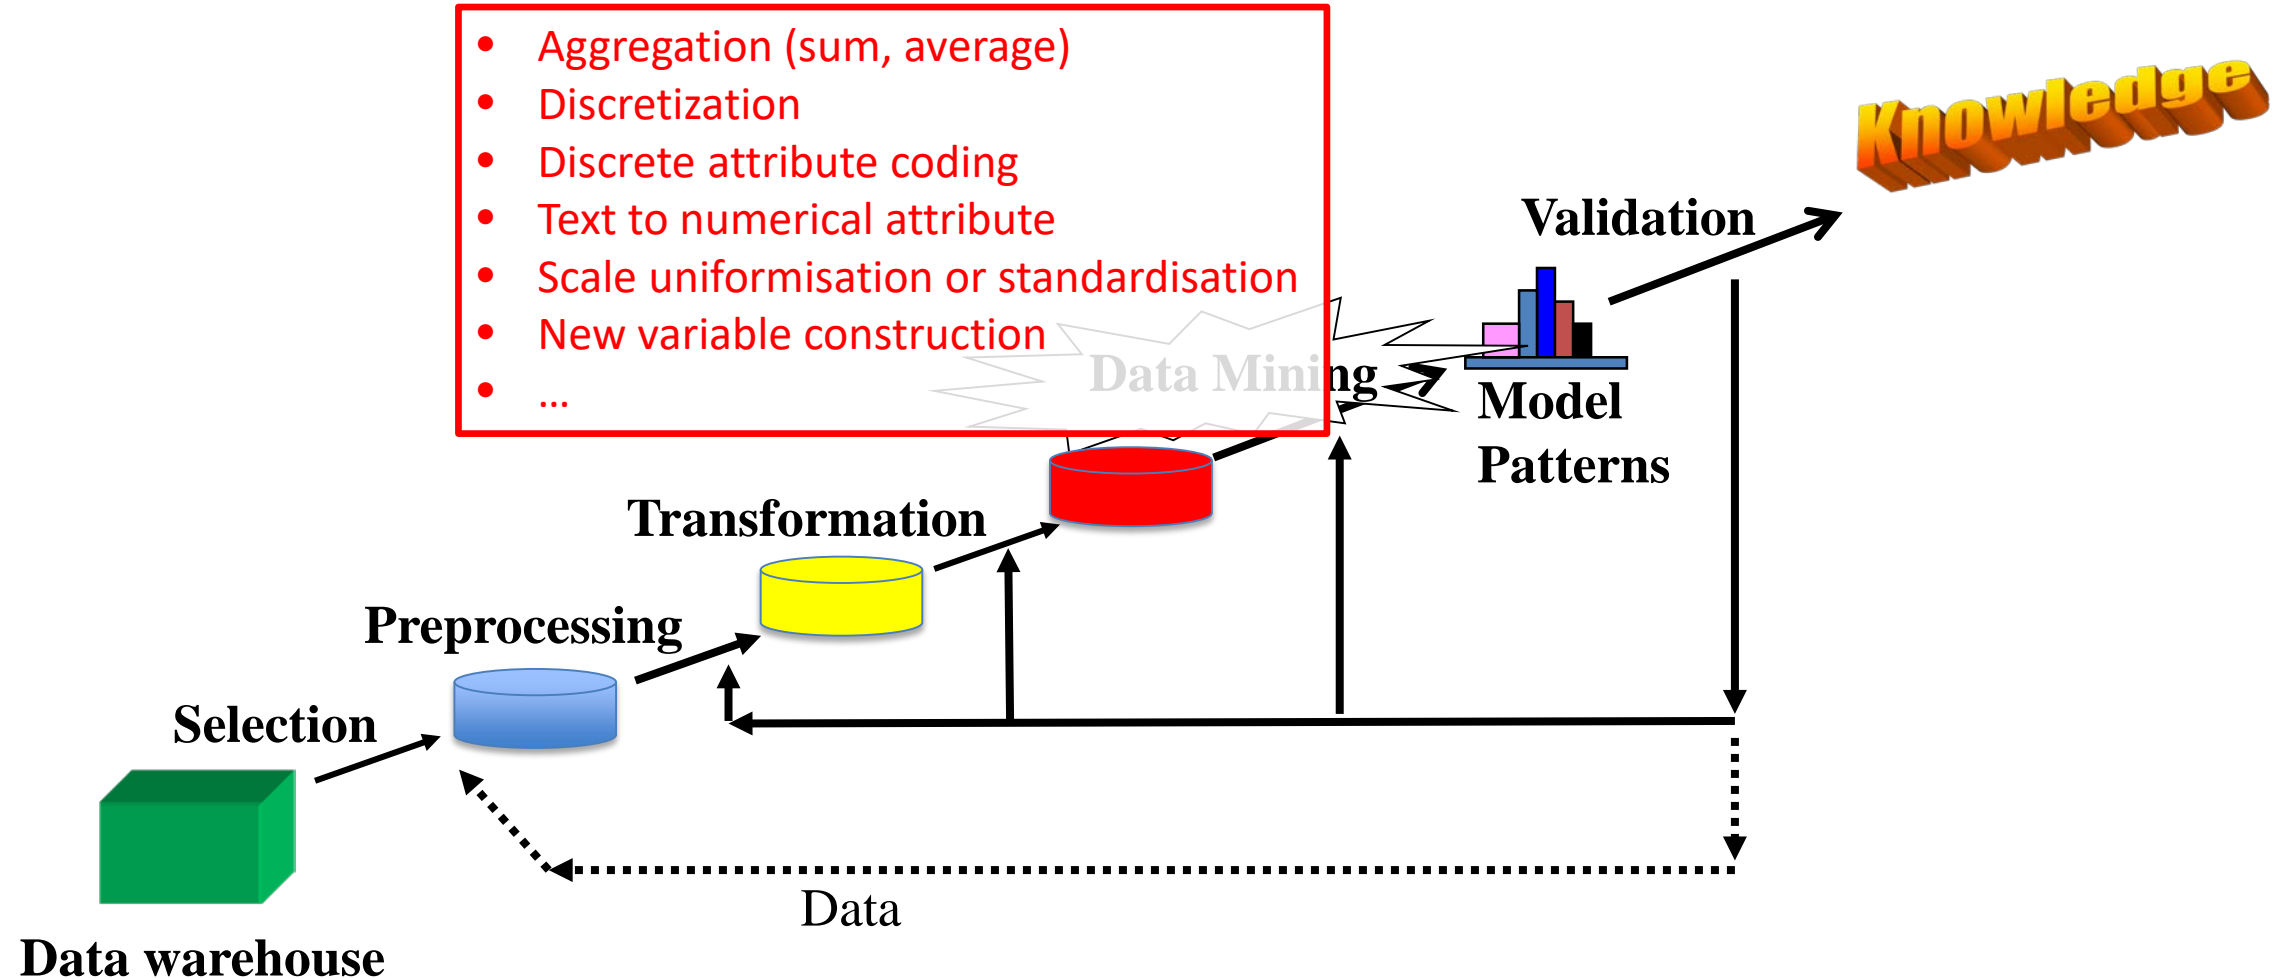 • Aggregation (sum, average)
• Discretization
• Discrete attribute coding
• Text to numerical attribute
• Scale uniformisation or standardisation
• New variable construction
• ...
Knowledge
Validation
Data Mining
Model
Patterns
Transformation
Preprocessing
Selection
Data
Data warehouse